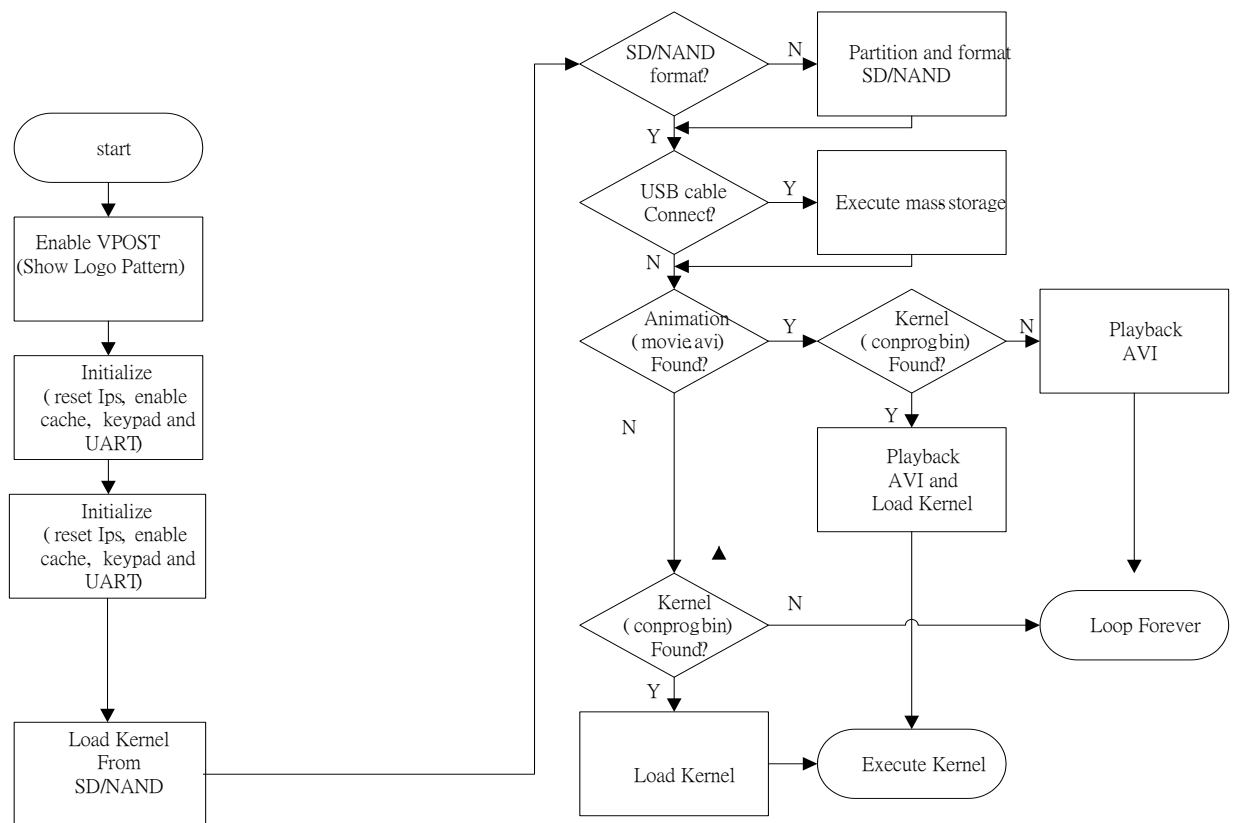 start
Enable VPOST
(Show Logo Pattern)
Initialize
( reset Ips, enable
cache, keypad and
UART)
Initialize
( reset Ips, enable
cache, keypad and
UART)
Load Kernel
From
SD/NAND
SD/NAND
format?
N
Partition and format
SD/NAND
Y
USB cable
Connect?
Y
Execute mass-storage
N
Animation
( movie.avi)
Found?
Y
Kernel
( conprog.bin)
Found?
N
Playback
AVI
N
Y
Playback
AVI and
Load Kernel
Kernel
( conprog.bin)
Found?
N
Loop Forever
Y
Load Kernel
Execute Kernel